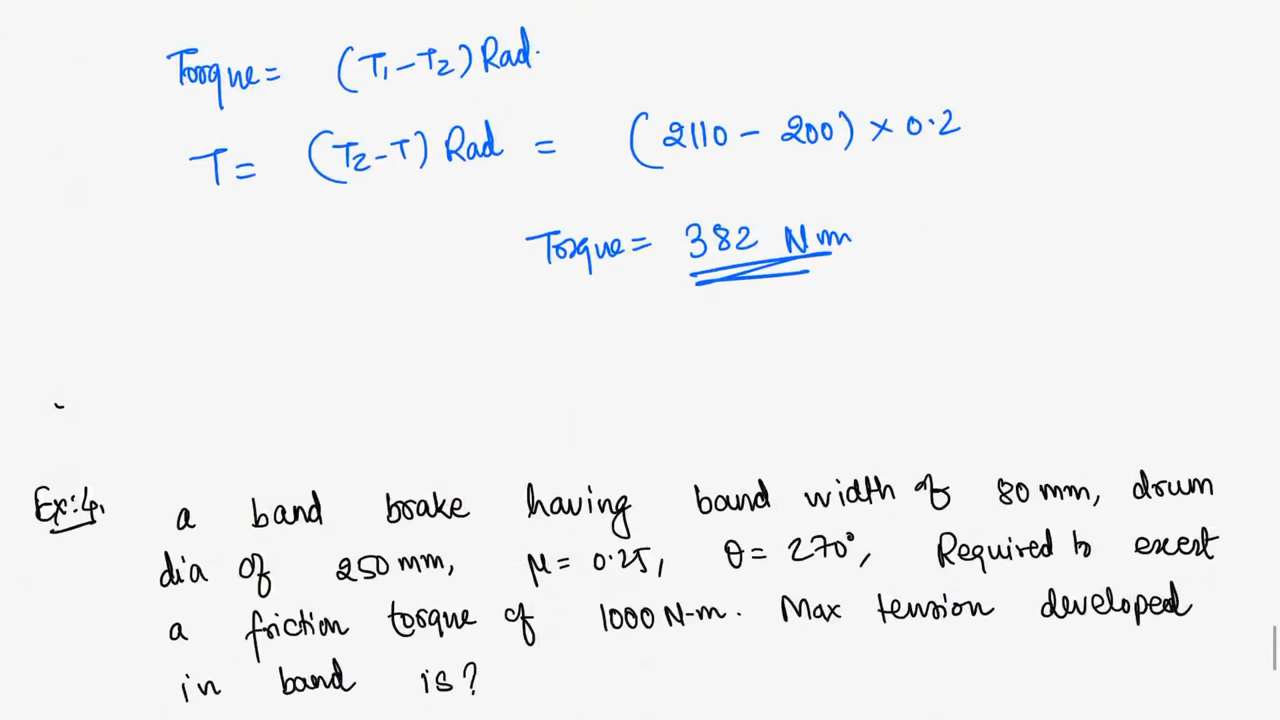 Torque = (T₁-T₂) Rad.
T = (T₂-T) Rad = (2110 - 200) × 0.2
Torque = 382 Nm
Ex:4. a band brake having band width of 80 mm, drum
dia of 250 mm, μ = 0.25, θ = 270°, Required to exert
a friction torque of 1000 N-m. Max tension developed
in band is?